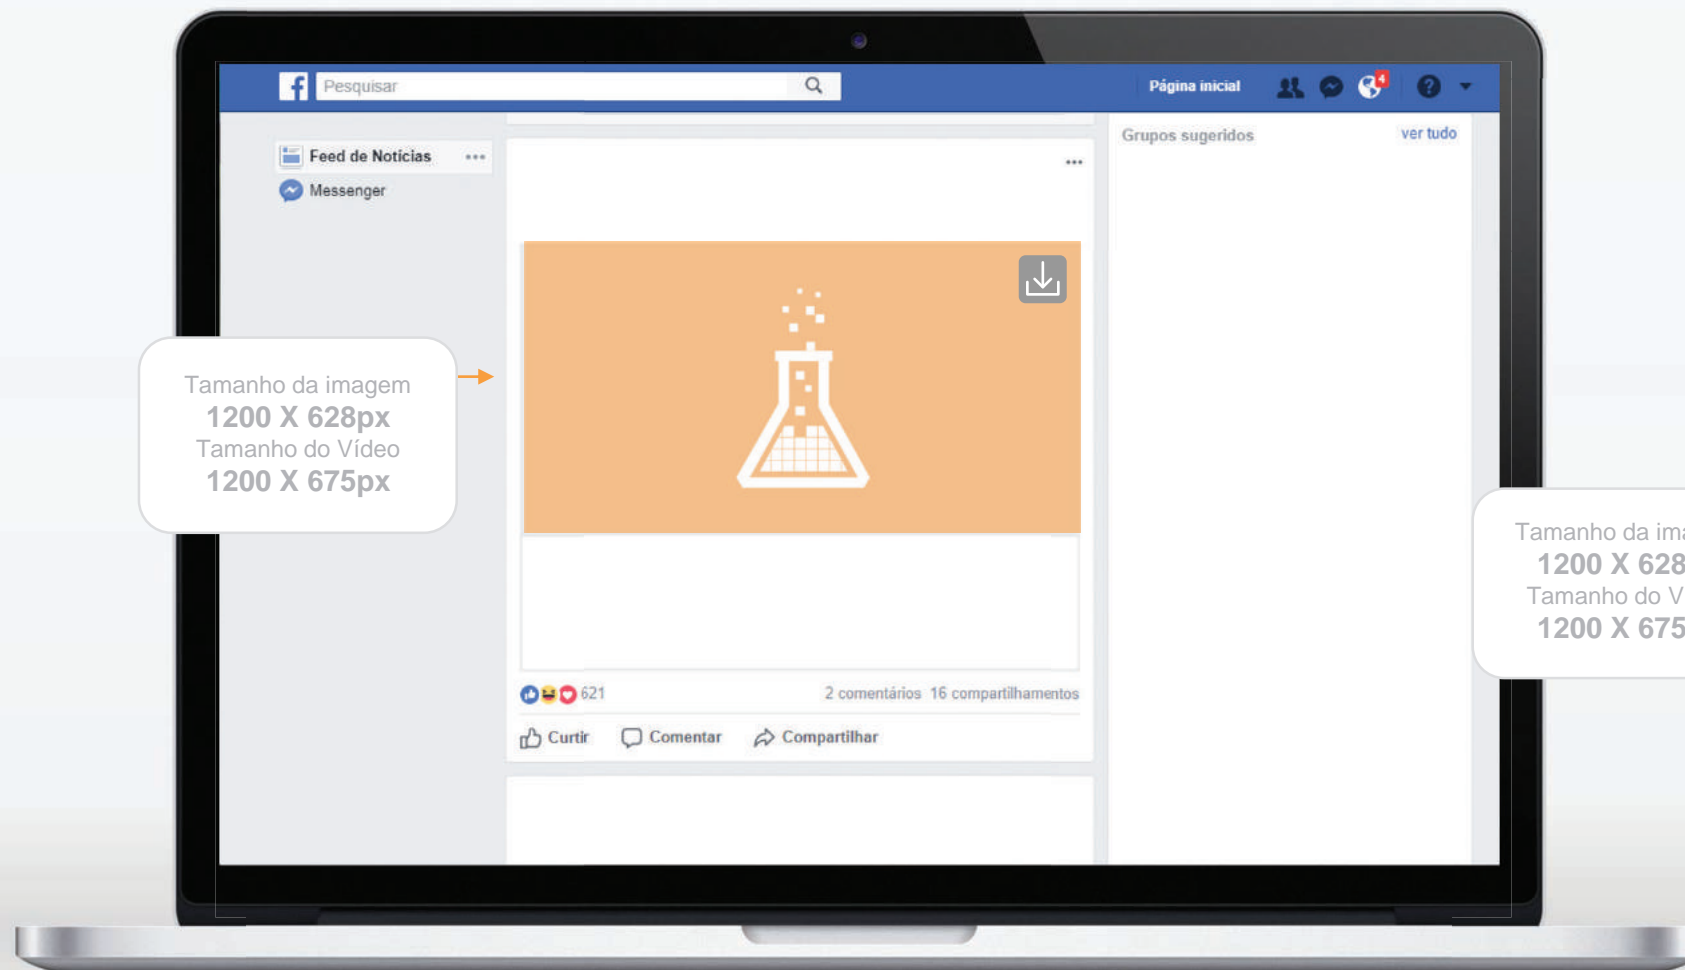 f Pesquisar
Página inicial
4
?
Feed de Notícias
Messenger
Grupos sugeridos
ver tudo
Tamanho da imagem
1200 X 628px
Tamanho do Vídeo
1200 X 675px
Tamanho da ima
1200 X 628
Tamanho do V
1200 X 675
621
2 comentários 16 compartilhamentos
Curtir Comentar Compartilhar